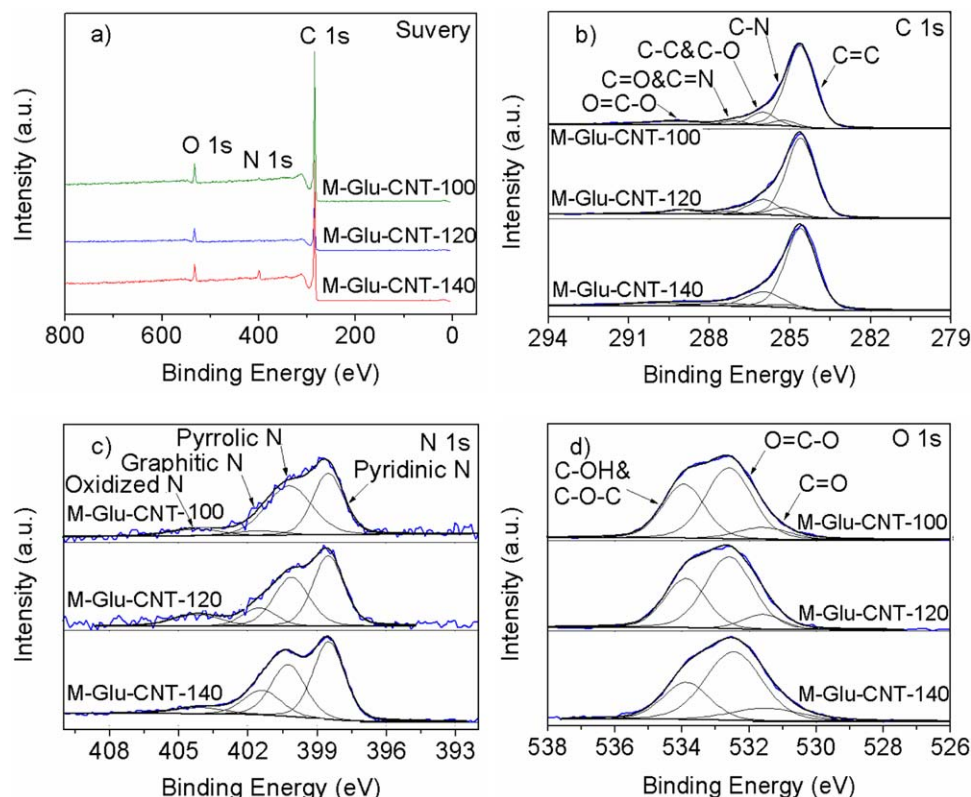 a)
Suvery
C 1s
O 1s
N 1s
M-Glu-CNT-100
M-Glu-CNT-120
M-Glu-CNT-140
Intensity (a.u.)
800 600 400 200 0
Binding Energy (eV)
b)
C 1s
C-N
C-C&C-O
C=C
C=O&C=N
O=C-O
M-Glu-CNT-100
M-Glu-CNT-120
M-Glu-CNT-140
Intensity (a.u.)
294 291 288 285 282 279
Binding Energy (eV)
c)
N 1s
Pyrrolic N
Graphitic N
Pyridinic N
Oxidized N
M-Glu-CNT-100
M-Glu-CNT-120
M-Glu-CNT-140
Intensity (a.u.)
408 405 402 399 396 393
Binding Energy (eV)
d)
O 1s
O=C-O
C-OH&
C-O-C
C=O
M-Glu-CNT-100
M-Glu-CNT-120
M-Glu-CNT-140
Intensity (a.u.)
538 536 534 532 530 528 526
Binding Energy (eV)